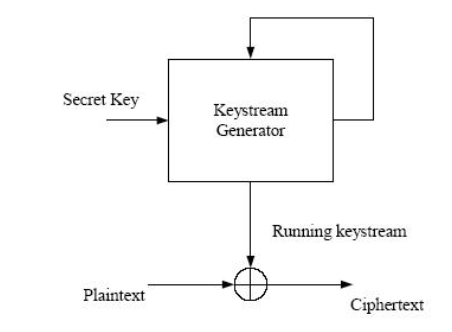 Secret Key
Keystream
Generator
Running keystream
Plaintext
Ciphertext